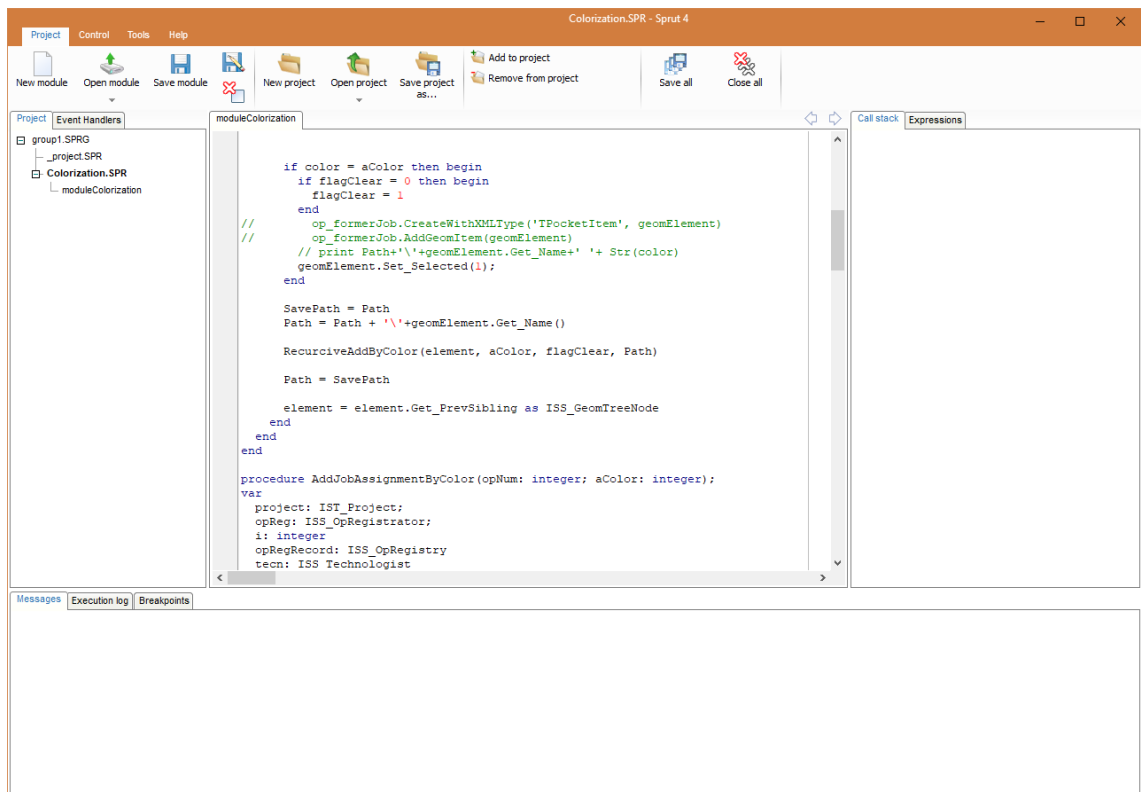 Colorization.SPR - Sprut 4
Project Control Tools Help
New module Open module Save module New project Open project Save project as... Add to project Remove from project Save all Close all
Project Event Handlers
group1.SPRG
_project.SPR
Colorization.SPR
moduleColorization
moduleColorization
if color = aColor then begin
if flagClear = 0 then begin
flagClear = 1
end
// op_formerJob.CreateWithXMLType('TPocketItem', geomElement)
// op_formerJob.AddGeomItem(geomElement)
// print Path+'\'+geomElement.Get_Name+' '+ Str(color)
geomElement.Set_Selected(1);
end
SavePath = Path
Path = Path + '\'+geomElement.Get_Name()
RecurciveAddByColor(element, aColor, flagClear, Path)
Path = SavePath
element = element.Get_PrevSibling as ISS_GeomTreeNode
end
end
end
procedure AddJobAssignmentByColor(opNum: integer; aColor: integer);
var
project: IST_Project;
opReg: ISS_OpRegistrator;
i: integer
opRegRecord: ISS_OpRegistry
tecn: ISS_Technologist
Call stack Expressions
Messages Execution log Breakpoints